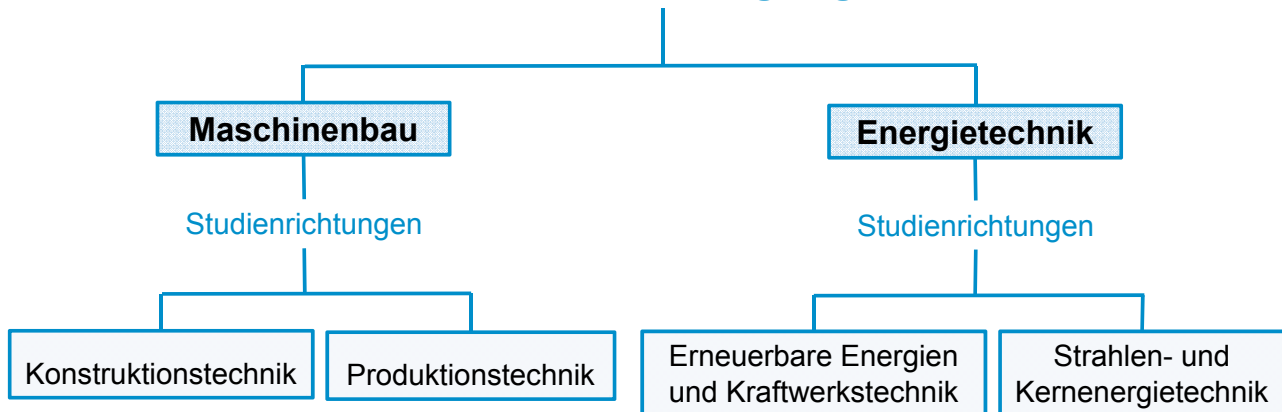 Maschinenbau
Energietechnik
Studienrichtungen
Studienrichtungen
Konstruktionstechnik
Produktionstechnik
Erneuerbare Energien
und Kraftwerkstechnik
Strahlen- und
Kernenergietechnik